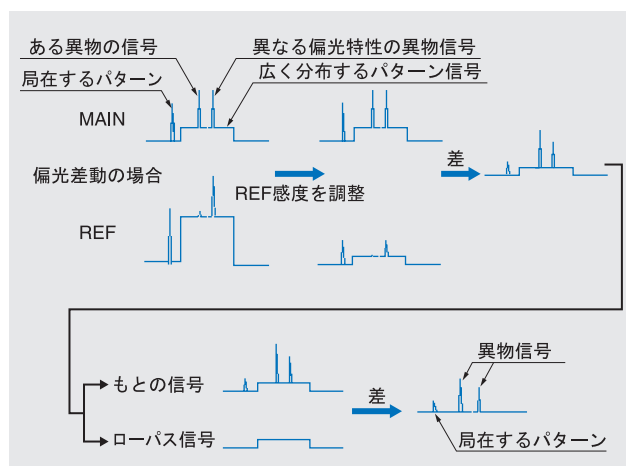 ある異物の信号
異なる偏光特性の異物信号
局在するパターン
広く分布するパターン信号
MAIN
偏光差動の場合
REF感度を調整
差
REF
もとの信号
異物信号
差
ローパス信号
局在するパターン